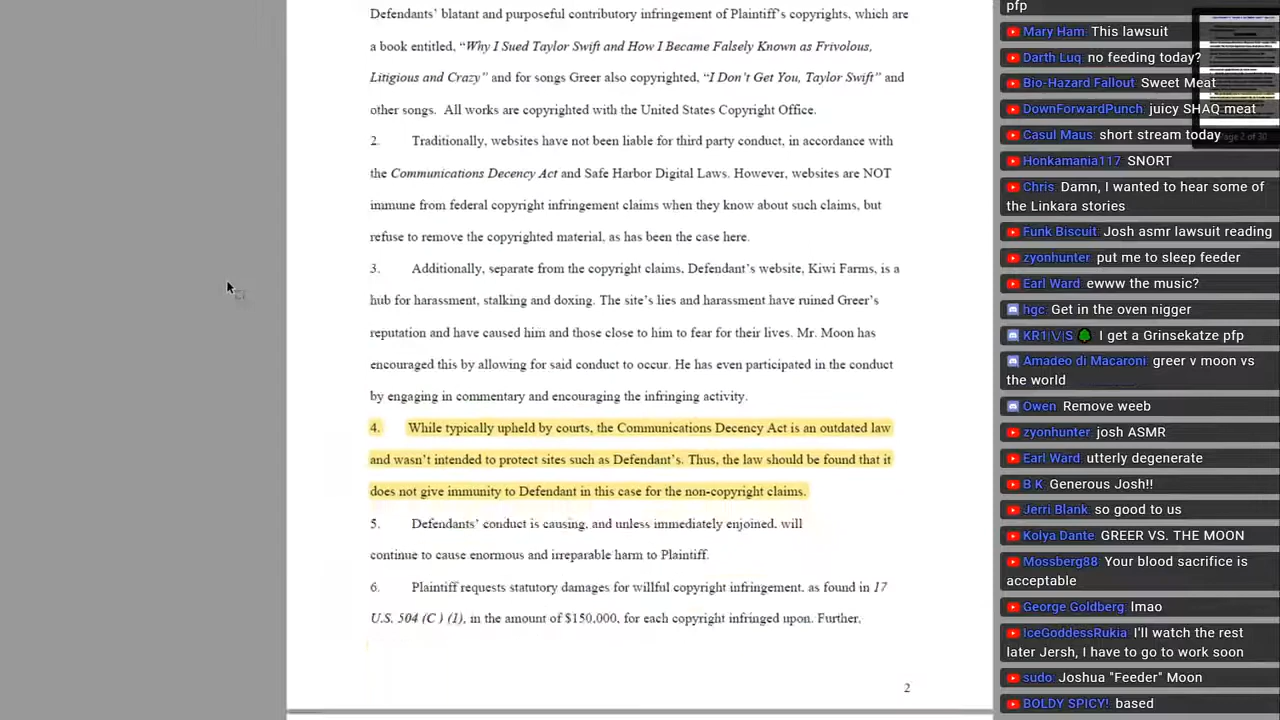 Defendants' blatant and purposeful contributory infringement of Plaintiff's copyrights, which are
a book entitled, "Why I Sued Taylor Swift and How I Became Falsely Known as Frivolous,
Litigious and Crazy" and for songs Greer also copyrighted, "I Don't Get You, Taylor Swift" and
other songs. All works are copyrighted with the United States Copyright Office.
2. Traditionally, websites have not been liable for third party conduct, in accordance with
the Communications Decency Act and Safe Harbor Digital Laws. However, websites are NOT
immune from federal copyright infringement claims when they know about such claims, but
refuse to remove the copyrighted material, as has been the case here.
3. Additionally, separate from the copyright claims, Defendant's website, Kiwi Farms, is a
hub for harassment, stalking and doxing. The site's lies and harassment have ruined Greer's
reputation and have caused him and those close to him to fear for their lives. Mr. Moon has
encouraged this by allowing for said conduct to occur. He has even participated in the conduct
by engaging in commentary and encouraging the infringing activity.
4. While typically upheld by courts, the Communications Decency Act is an outdated law
and wasn't intended to protect sites such as Defendant's. Thus, the law should be found that it
does not give immunity to Defendant in this case for the non-copyright claims.
5. Defendants' conduct is causing, and unless immediately enjoined, will
continue to cause enormous and irreparable harm to Plaintiff.
6. Plaintiff requests statutory damages for willful copyright infringement, as found in 17
U.S. 504 (C ) (1), in the amount of $150,000, for each copyright infringed upon. Further,
2
pfp
Mary Ham: This lawsuit
Darth Luq: no feeding today?
Bio-Hazard Fallout: Sweet Meat
DownForwardPunch: juicy SHAQ meat
Casul Maus: short stream today
Page 2 of 30
Honkamania117: SNORT
Chris: Damn, I wanted to hear some of
the Linkara stories
Funk Biscuit: Josh asmr lawsuit reading
zyonhunter: put me to sleep feeder
Earl Ward: ewww the music?
hgc: Get in the oven nigger
KR1\/|S: I get a Grinsekatze pfp
Amadeo di Macaroni: greer v moon vs
the world
Owen: Remove weeb
zyonhunter: josh ASMR
Earl Ward: utterly degenerate
B.K: Generous Josh!!
Jerri Blank: so good to us
Kolya Dante: GREER VS. THE MOON
Mossberg88: Your blood sacrifice is
acceptable
George Goldberg: lmao
IceGoddessRukia: I'll watch the rest
later Jersh, I have to go to work soon
sudo: Joshua "Feeder" Moon
BOLDY SPICY!: based